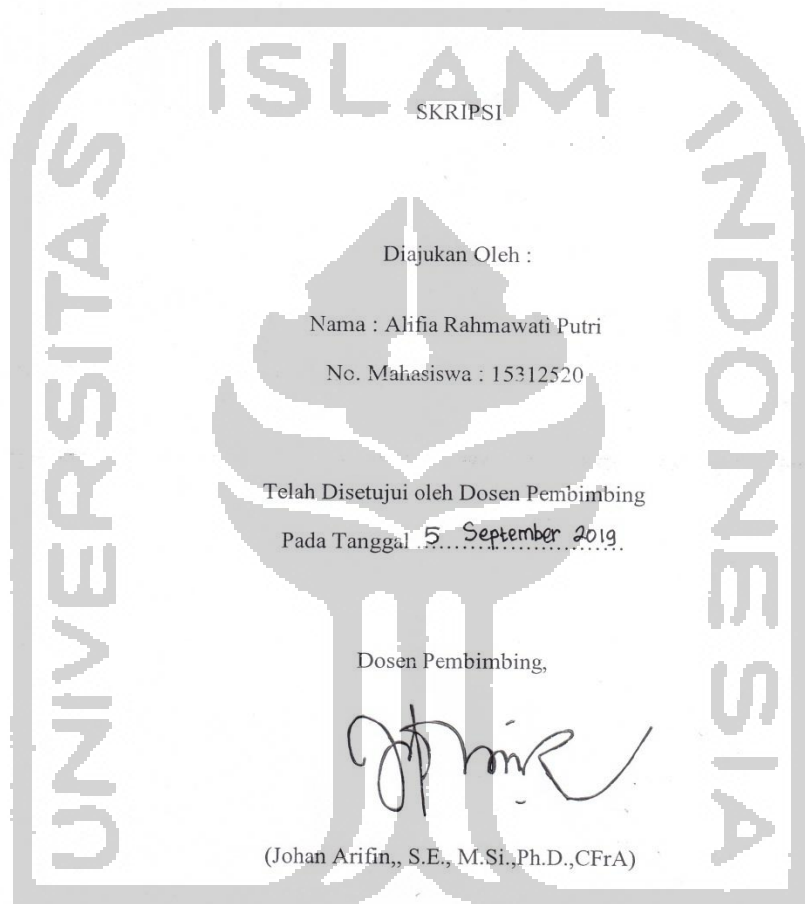 UNIVERSITAS ISLAM INDONESIA
SKRIPSI
Diajukan Oleh :
Nama : Alifia Rahmawati Putri
No. Mahasiswa : 15312520
Telah Disetujui oleh Dosen Pembimbing
Pada Tanggal ..5..September..2019..
Dosen Pembimbing,
(Johan Arifin,, S.E., M.Si.,Ph.D.,CFrA)